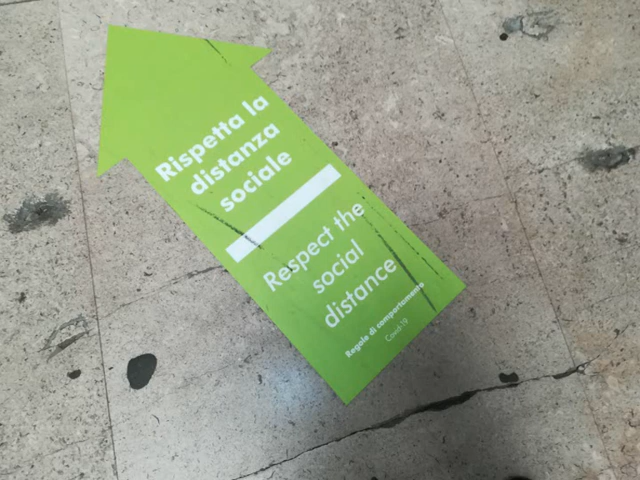 Rispetta la
distanza
sociale
Respect the
social
distance
Regole di comportamento
Covid-19